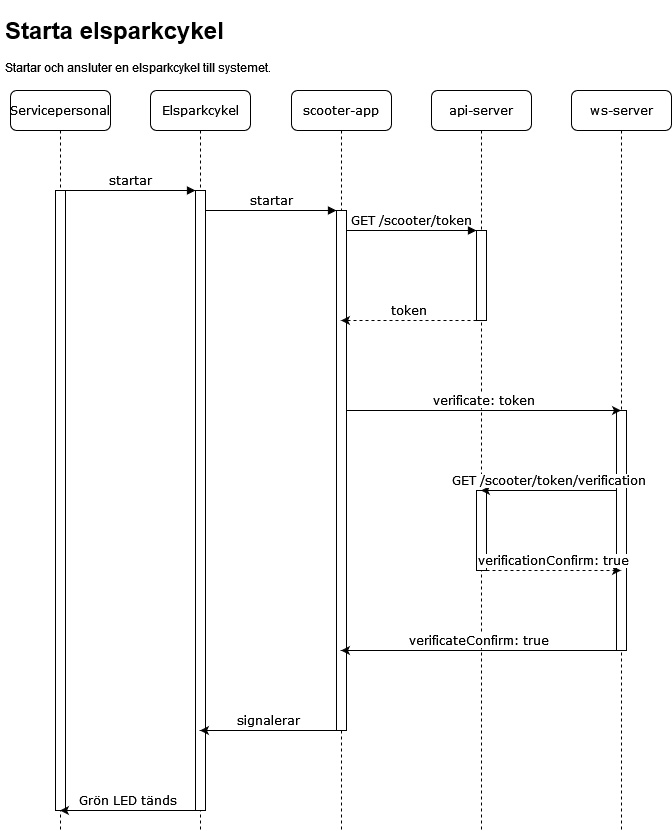 Starta elsparkcykel
Startar och ansluter en elsparkcykel till systemet.
Servicepersonal
Elsparkcykel
scooter-app
api-server
ws-server
startar
startar
GET /scooter/token
token
verificate: token
GET /scooter/token/verification
verificationConfirm: true
verificateConfirm: true
signalerar
Grön LED tänds